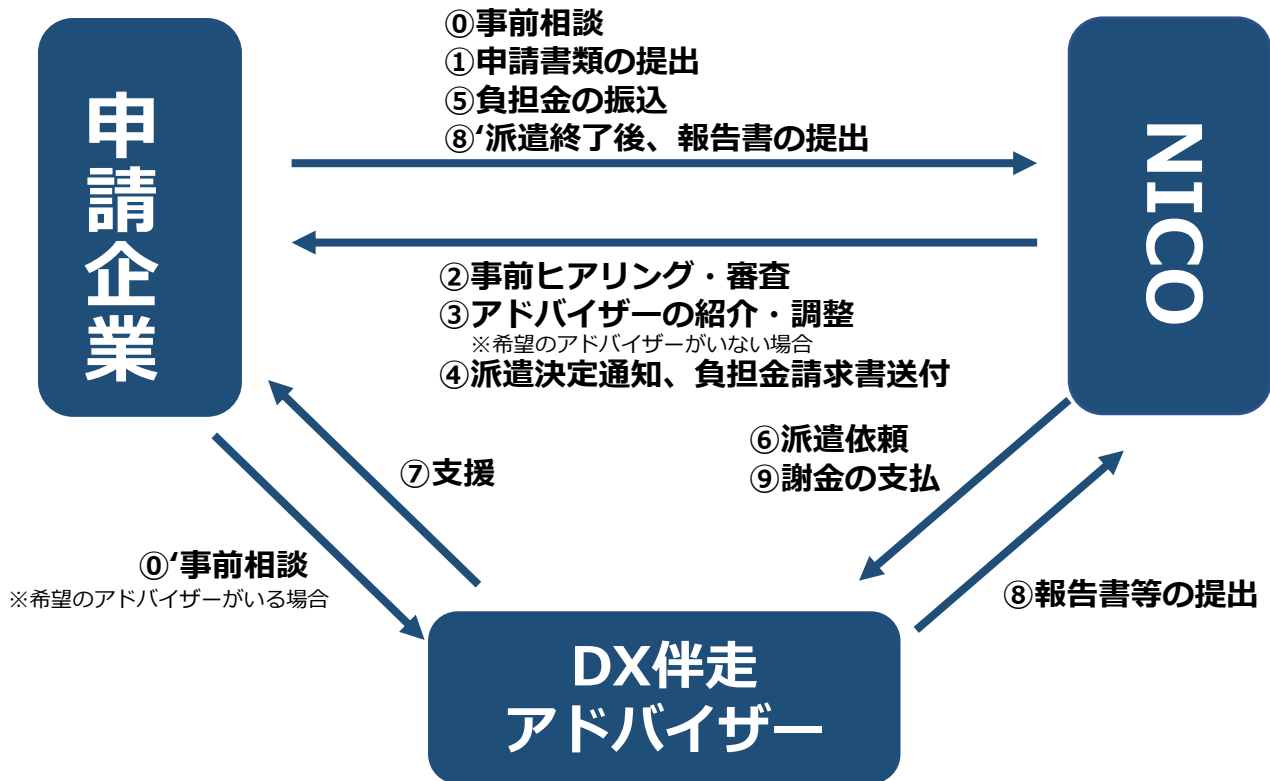 ⓪事前相談
①申請書類の提出
⑤負担金の振込
⑧‘派遣終了後、報告書の提出
申請企業
NICO
②事前ヒアリング・審査
③アドバイザーの紹介・調整
※希望のアドバイザーがいない場合
④派遣決定通知、負担金請求書送付
⑥派遣依頼
⑨謝金の支払
⑦支援
⓪‘事前相談
※希望のアドバイザーがいる場合
⑧報告書等の提出
DX伴走
アドバイザー